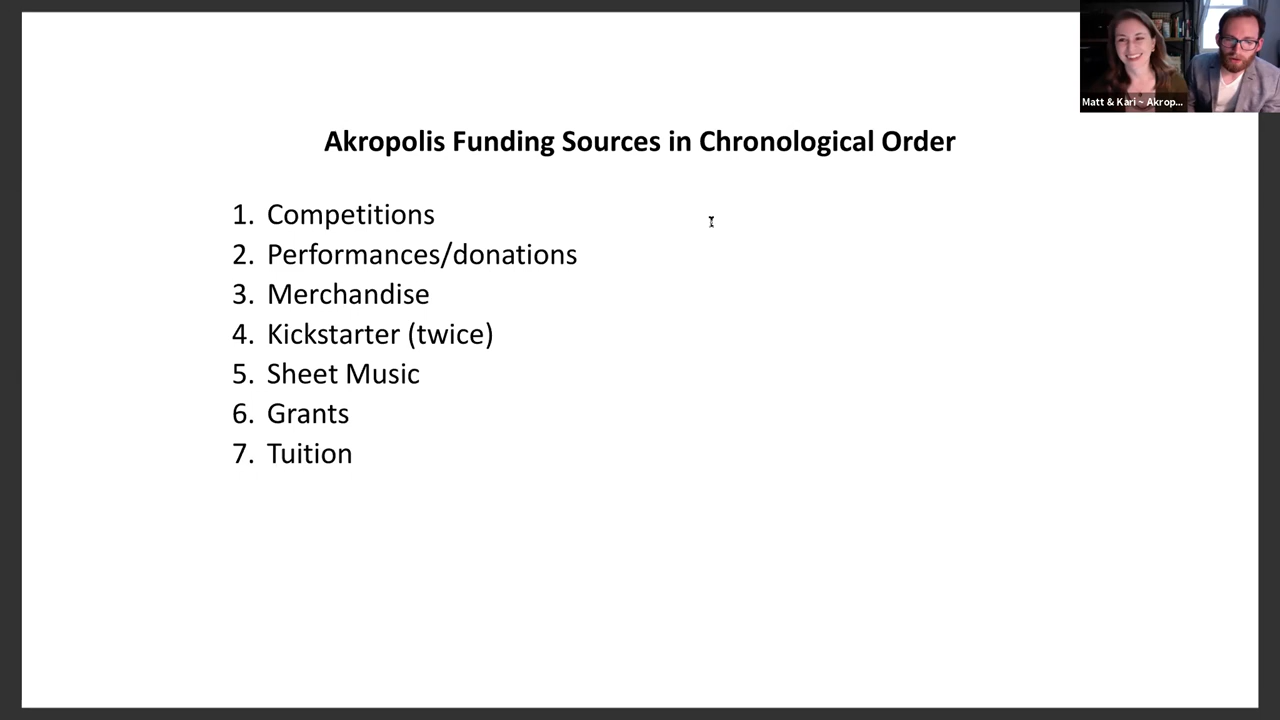 Matt & Kari ~ Akrop...
Akropolis Funding Sources in Chronological Order
1. Competitions
2. Performances/donations
3. Merchandise
4. Kickstarter (twice)
5. Sheet Music
6. Grants
7. Tuition